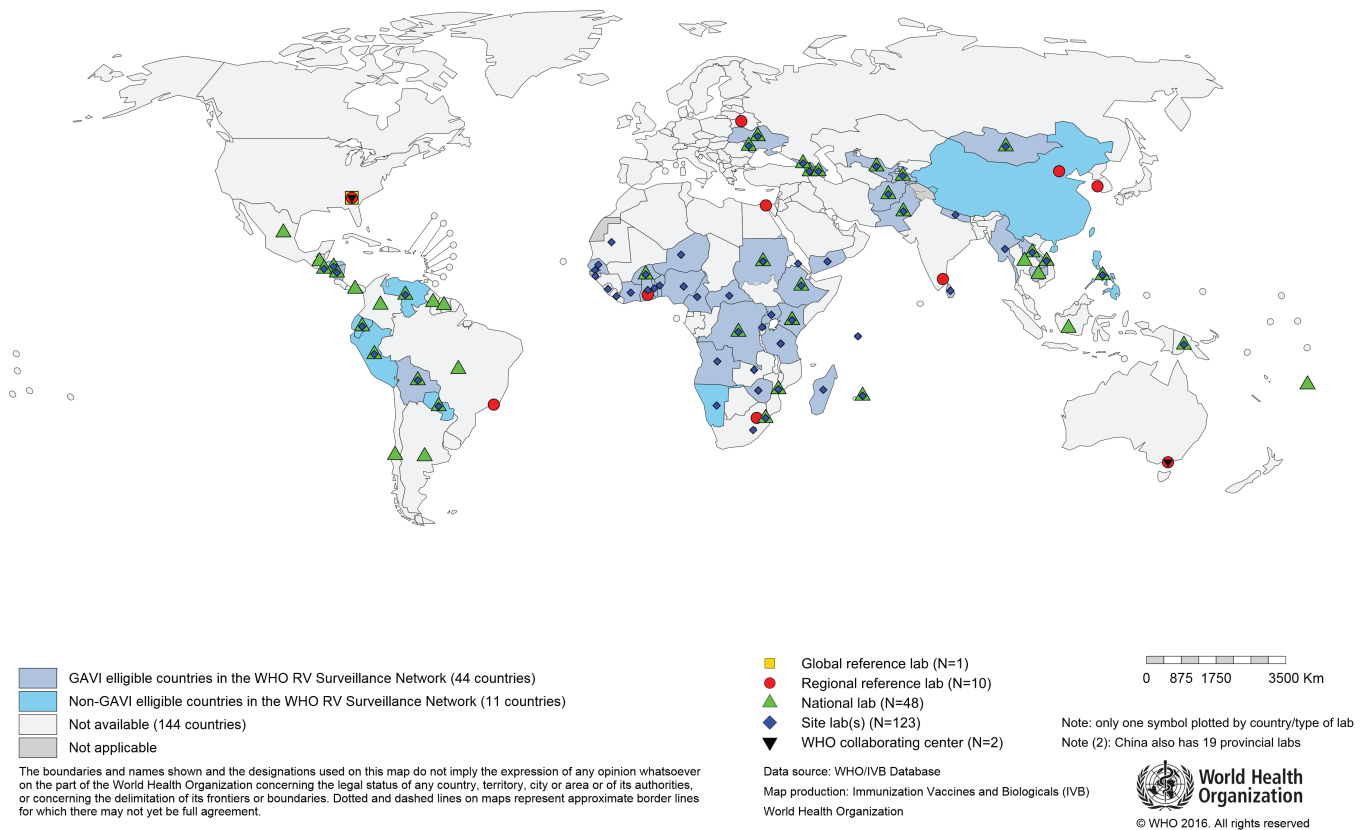 GAVI elligible countries in the WHO RV Surveillance Network (44 countries)
Non-GAVI elligible countries in the WHO RV Surveillance Network (11 countries)
Not available (144 countries)
Not applicable
The boundaries and names shown and the designations used on this map do not imply the expression of any opinion whatsoever
on the part of the World Health Organization concerning the legal status of any country, territory, city or area or of its authorities,
or concerning the delimitation of its frontiers or boundaries. Dotted and dashed lines on maps represent approximate border lines
for which there may not yet be full agreement.
Global reference lab (N=1)
Regional reference lab (N=10)
National lab (N=48)
Site lab(s) (N=123)
WHO collaborating center (N=2)
Data source: WHO/IVB Database
Map production: Immunization Vaccines and Biologicals (IVB)
World Health Organization
0 875 1750 3500 Km
Note: only one symbol plotted by country/type of lab
Note (2): China also has 19 provincial labs
World Health
Organization
© WHO 2016. All rights reserved